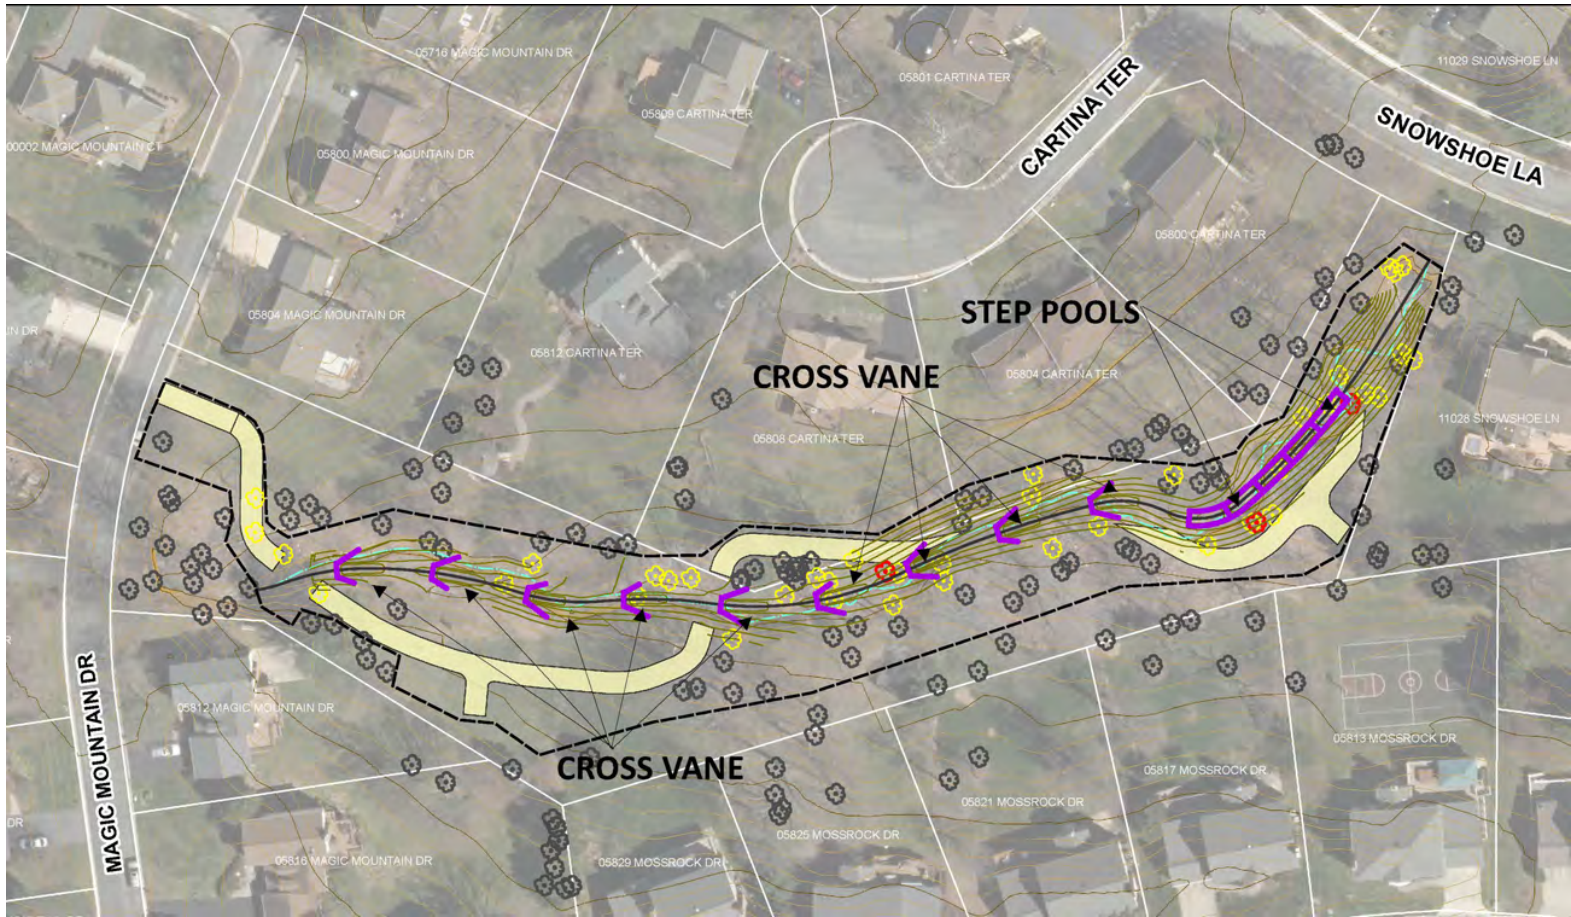 05716 MAGIC MOUNTAIN DR
05801 CARTINA TER
11029 SNOWSHOE LN
05809 CARTINA TER
CARTINA TER
SNOWSHOE LA
00002 MAGIC MOUNTAIN CT
05800 MAGIC MOUNTAIN DR
05800 CARTINA TER
05804 MAGIC MOUNTAIN DR
STEP POOLS
IN DR
05812 CARTINA TER
CROSS VANE
05804 CARTINA TER
05808 CARTINA TER
11028 SNOWSHOE LN
MAGIC MOUNTAIN DR
05812 MAGIC MOUNTAIN DR
05813 MOSSROCK DR
CROSS VANE
05817 MOSSROCK DR
05821 MOSSROCK DR
DR
05825 MOSSROCK DR
05816 MAGIC MOUNTAIN DR
05829 MOSSROCK DR